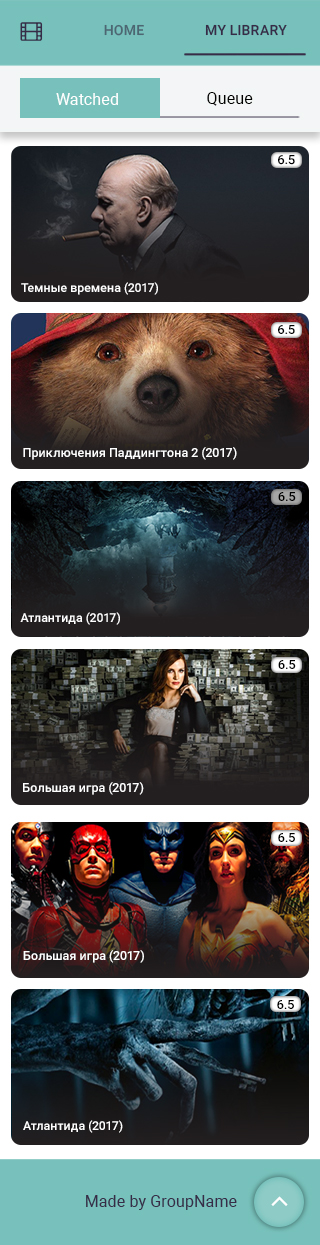 HOME
MY LIBRARY
Watched
Queue
6.5
Темные времена (2017)
6.5
Приключения Паддингтона 2 (2017)
6.5
Атлантида (2017)
6.5
Большая игра (2017)
6.5
Большая игра (2017)
6.5
Атлантида (2017)
Made by GroupName